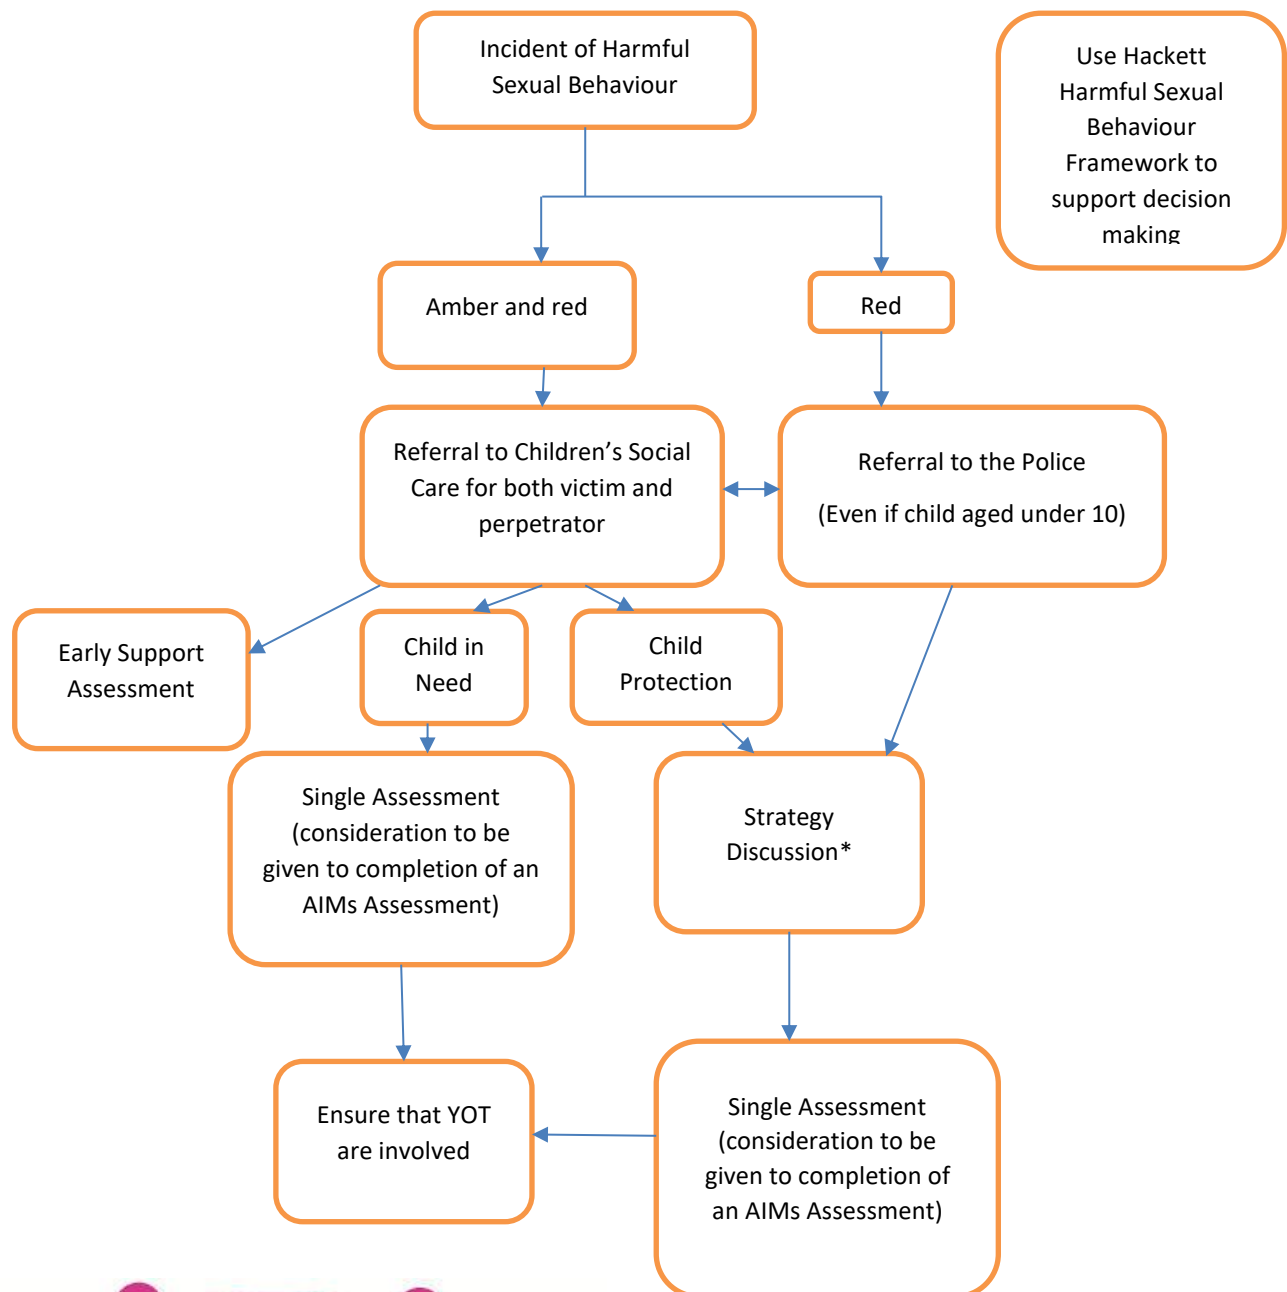 Incident of Harmful
Sexual Behaviour
Use Hackett
Harmful Sexual
Behaviour
Framework to
support decision
making
Amber and red
Red
Referral to Children’s Social
Care for both victim and
perpetrator
Referral to the Police
(Even if child aged under 10)
Early Support
Assessment
Child in
Need
Child
Protection
Single Assessment
(consideration to be
given to completion of an
AIMs Assessment)
Strategy
Discussion*
Ensure that YOT
are involved
Single Assessment
(consideration to be
given to completion of
an AIMs Assessment)